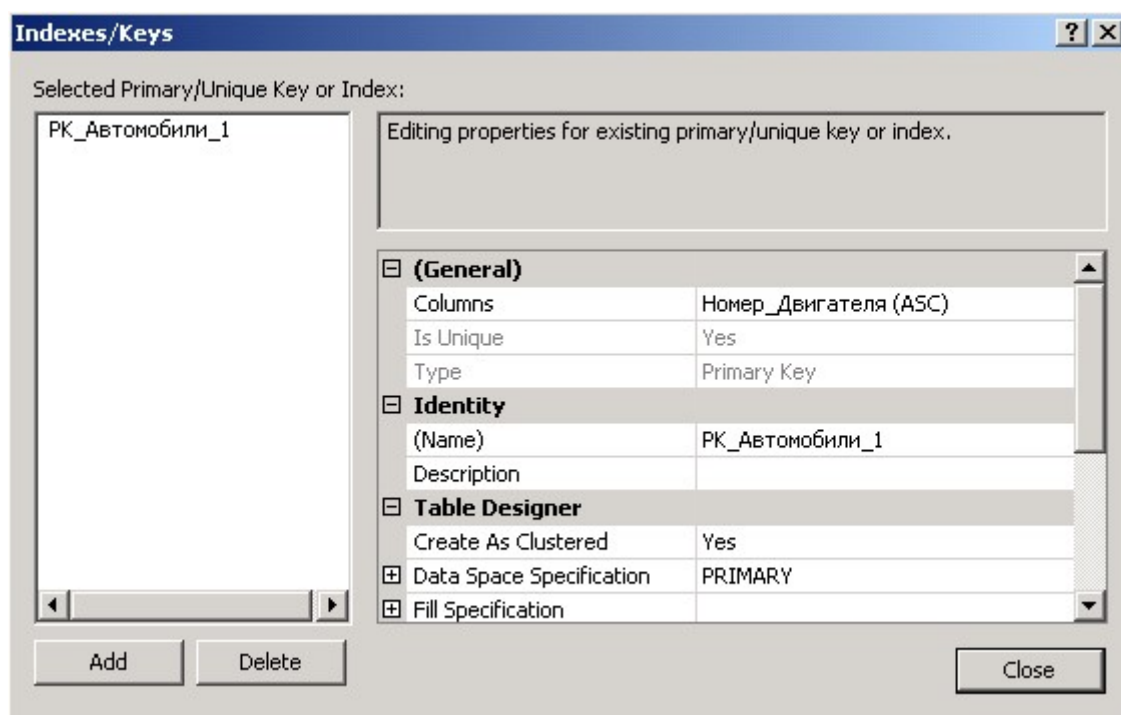 Indexes/Keys
Selected Primary/Unique Key or Index:
PK_Автомобили_1
Editing properties for existing primary/unique key or index.
(General)
Columns Номер_Двигателя (ASC)
Is Unique Yes
Type Primary Key
Identity
(Name) PK_Автомобили_1
Description
Table Designer
Create As Clustered Yes
Data Space Specification PRIMARY
Fill Specification
Add Delete
Close